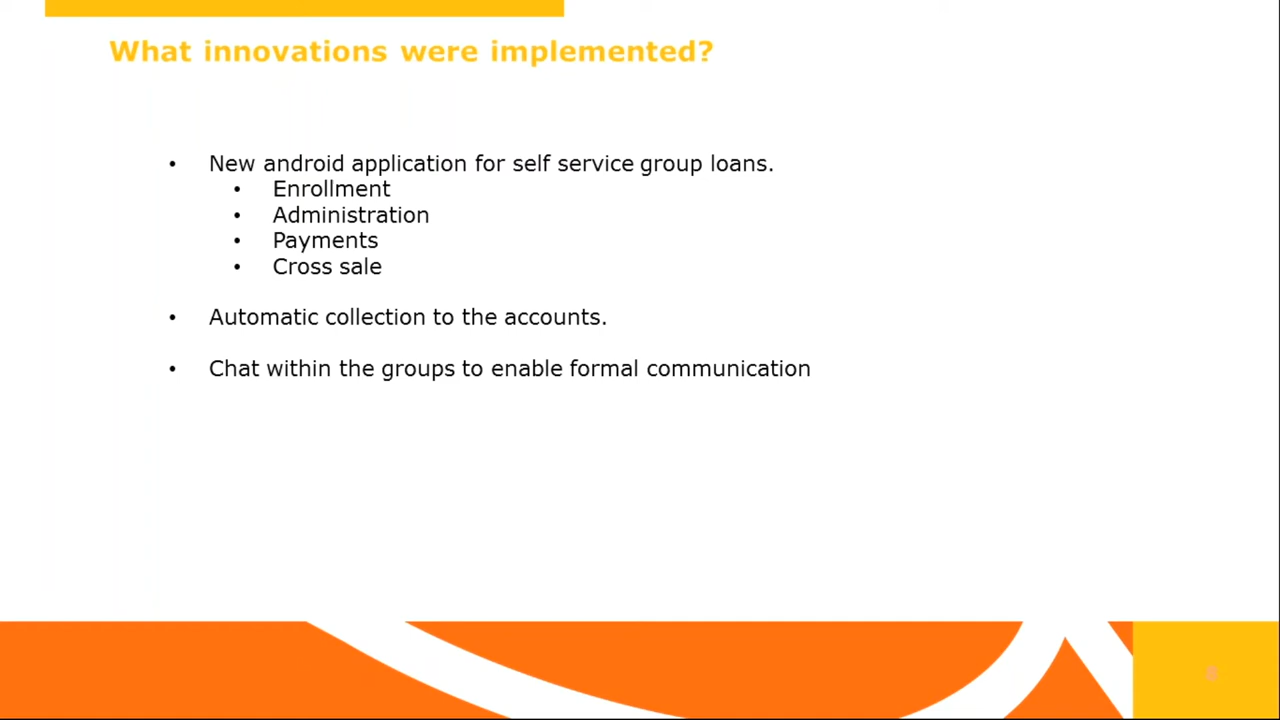 What innovations were implemented?
• New android application for self service group loans.
• Enrollment
• Administration
• Payments
• Cross sale
• Automatic collection to the accounts.
• Chat within the groups to enable formal communication